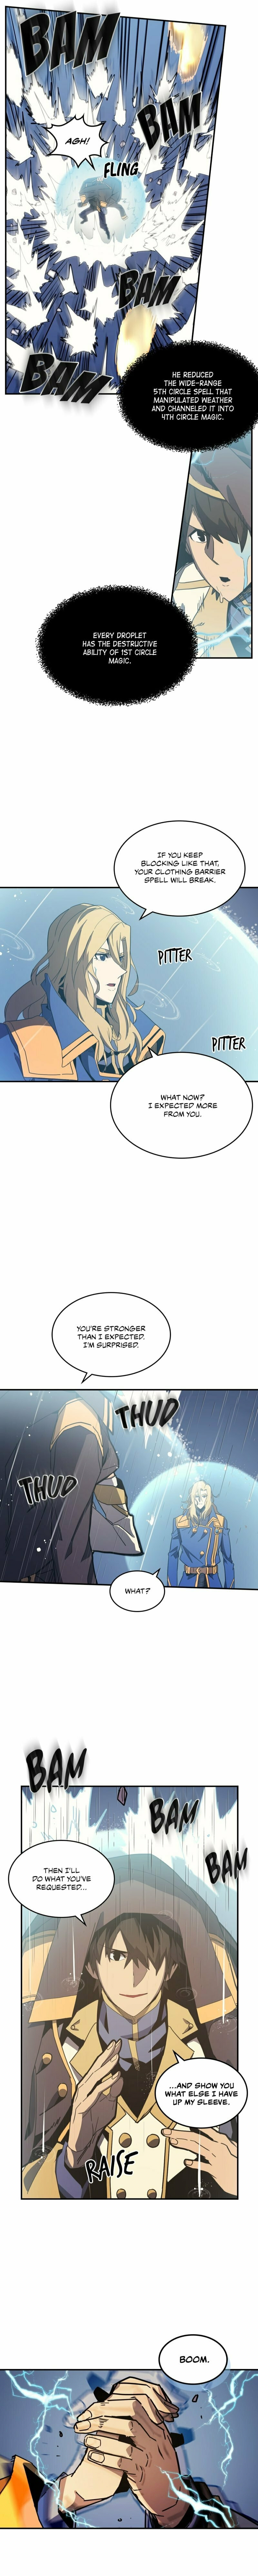 BAM
BAM
AGH!
FLING
BAM
BAM
HE REDUCED
THE WIDE-RANGE
5TH CIRCLE SPELL THAT
MANIPULATED WEATHER
AND CHANNELED IT INTO
4TH CIRCLE MAGIC.
EVERY DROPLET
HAS THE DESTRUCTIVE
ABILITY OF 1ST CIRCLE
MAGIC.
IF YOU KEEP
BLOCKING LIKE THAT,
YOUR CLOTHING BARRIER
SPELL WILL BREAK.
PITTER
PITTER
WHAT NOW?
I EXPECTED MORE
FROM YOU.
YOU'RE STRONGER
THAN I EXPECTED.
I'M SURPRISED.
THUD
THUD
WHAT?
BAM
BAM
BAM
THEN I'LL
DO WHAT YOU'VE
REQUESTED...
...AND SHOW YOU
WHAT ELSE I HAVE
UP MY SLEEVE.
RAISE
BOOM.